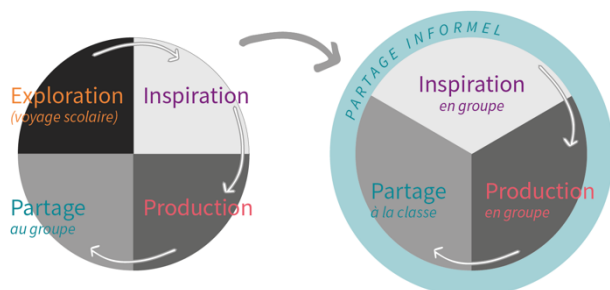 Exploration
(voyage scolaire)
Inspiration
Partage
au groupe
Production
PARTAGE INFORMEL
Inspiration
en groupe
Partage
à la classe
Production
en groupe